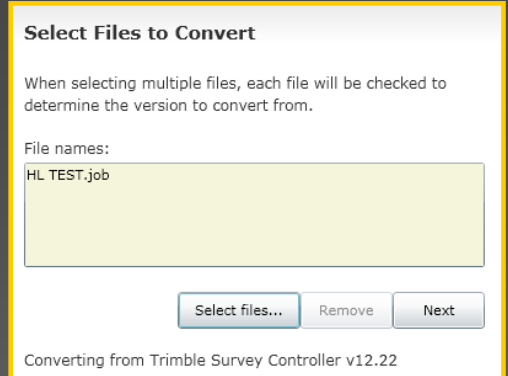 Select Files to Convert
When selecting multiple files, each file will be checked to
determine the version to convert from.
File names:
HL TEST.job
Select files... Remove Next
Converting from Trimble Survey Controller v12.22